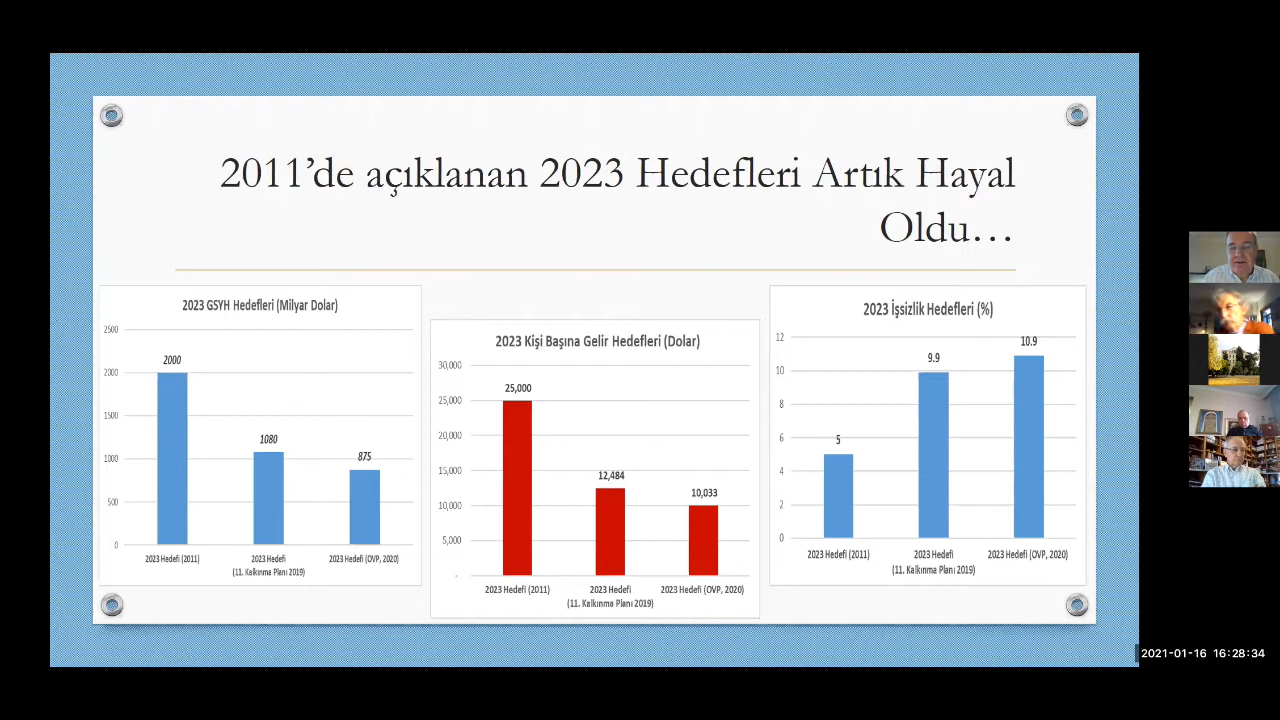 2011’de açıklanan 2023 Hedefleri Artık Hayal
Oldu…
2023 GSYH Hedefleri (Milyar Dolar)
2500
2000
1500
1000
500
0
2000
1080
875
2023 Hedefi (2011)
2023 Hedefi
(11. Kalkınma Planı 2019)
2023 Hedefi (OVP, 2020)
2023 Kişi Başına Gelir Hedefleri (Dolar)
30,000
25,000
20,000
15,000
10,000
5,000
-
25,000
12,484
10,033
2023 Hedefi (2011)
2023 Hedefi
(11. Kalkınma Planı 2019)
2023 Hedefi (OVP, 2020)
2023 İşsizlik Hedefleri (%)
12
10
8
6
4
2
0
5
9.9
10.9
2023 Hedefi (2011)
2023 Hedefi
(11. Kalkınma Planı 2019)
2023 Hedefi (OVP, 2020)
2021-01-16 16:28:34